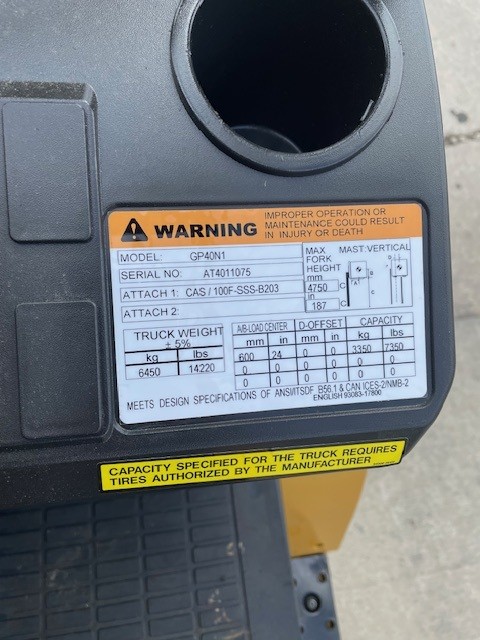 WARNING
IMPROPER OPERATION OR
MAINTENANCE COULD RESULT
IN INJURY OR DEATH
MODEL: GP40N1
SERIAL NO: AT4011075
ATTACH 1: CAS / 100F-SSS-B203
ATTACH 2:
MAX FORK HEIGHT
mm
4750
in
187
MAST: VERTICAL
TRUCK WEIGHT
± 5%
kg lbs
6450 14220
A/B-LOAD CENTER D-OFFSET CAPACITY
mm in mm in kg lbs
600 24 0 0 3350 7350
0 0 0 0 0 0
0 0 0 0 0 0
MEETS DESIGN SPECIFICATIONS OF ANSI/ITSDF B56.1 & CAN ICES-2/NMB-2
ENGLISH 93083-17800
CAPACITY SPECIFIED FOR THE TRUCK REQUIRES
TIRES AUTHORIZED BY THE MANUFACTURER